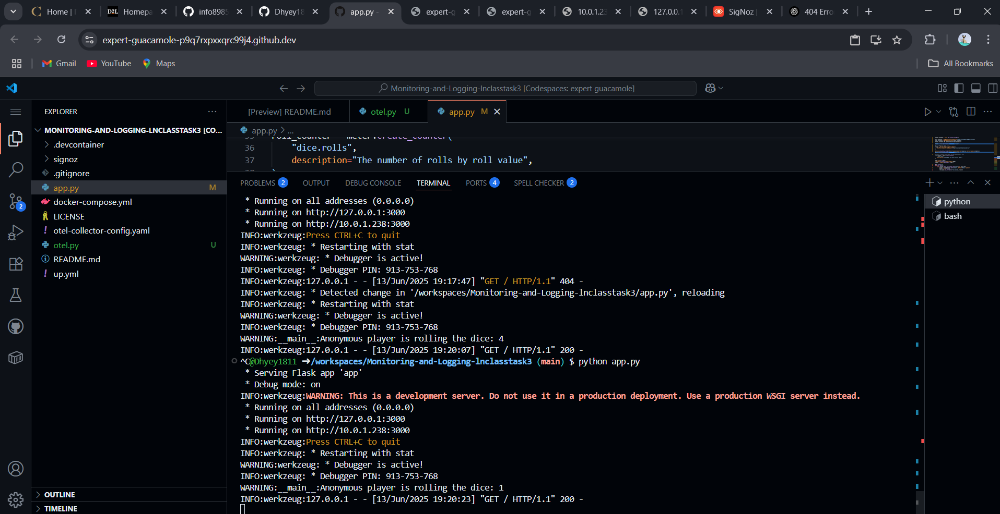 Home |
Homepa
info8985
Dhyey18
app.py -
expert-g
expert-g
10.0.1.23
127.0.0.1
SigNoz |
404 Erro
expert-guacamole-p9q7rxpxxqrc99j4.github.dev
Gmail
YouTube
Maps
All Bookmarks
Monitoring-and-Logging-lnclasstask3 [Codespaces: expert guacamole]
EXPLORER
[Preview] README.md
otel.py U
app.py M
MONITORING-AND-LOGGING-LNCLASSTASK3 [CO...
.devcontainer
signoz
.gitignore
app.py M
docker-compose.yml
LICENSE
otel-collector-config.yaml
otel.py U
README.md
up.yml
OUTLINE
TIMELINE
2
app.py > ...
35 roll_counter = meter.create_counter(
36 "dice.rolls",
37 description="The number of rolls by roll value",
PROBLEMS 2
OUTPUT
DEBUG CONSOLE
TERMINAL
PORTS 4
SPELL CHECKER 2
python
bash
* Running on all addresses (0.0.0.0)
* Running on http://127.0.0.1:3000
* Running on http://10.0.1.238:3000
INFO:werkzeug:Press CTRL+C to quit
INFO:werkzeug: * Restarting with stat
WARNING:werkzeug: * Debugger is active!
INFO:werkzeug: * Debugger PIN: 913-753-768
INFO:werkzeug:127.0.0.1 - - [13/Jun/2025 19:17:47] "GET / HTTP/1.1" 404 -
INFO:werkzeug: * Detected change in '/workspaces/Monitoring-and-Logging-lnclasstask3/app.py', reloading
INFO:werkzeug: * Restarting with stat
WARNING:werkzeug: * Debugger is active!
INFO:werkzeug: * Debugger PIN: 913-753-768
WARNING:__main__:Anonymous player is rolling the dice: 4
INFO:werkzeug:127.0.0.1 - - [13/Jun/2025 19:20:07] "GET / HTTP/1.1" 200 -
^C@Dhyey1811 ➜/workspaces/Monitoring-and-Logging-lnclasstask3 (main) $ python app.py
* Serving Flask app 'app'
* Debug mode: on
INFO:werkzeug:WARNING: This is a development server. Do not use it in a production deployment. Use a production WSGI server instead.
* Running on all addresses (0.0.0.0)
* Running on http://127.0.0.1:3000
* Running on http://10.0.1.238:3000
INFO:werkzeug:Press CTRL+C to quit
INFO:werkzeug: * Restarting with stat
WARNING:werkzeug: * Debugger is active!
INFO:werkzeug: * Debugger PIN: 913-753-768
WARNING:__main__:Anonymous player is rolling the dice: 1
INFO:werkzeug:127.0.0.1 - - [13/Jun/2025 19:20:23] "GET / HTTP/1.1" 200 -